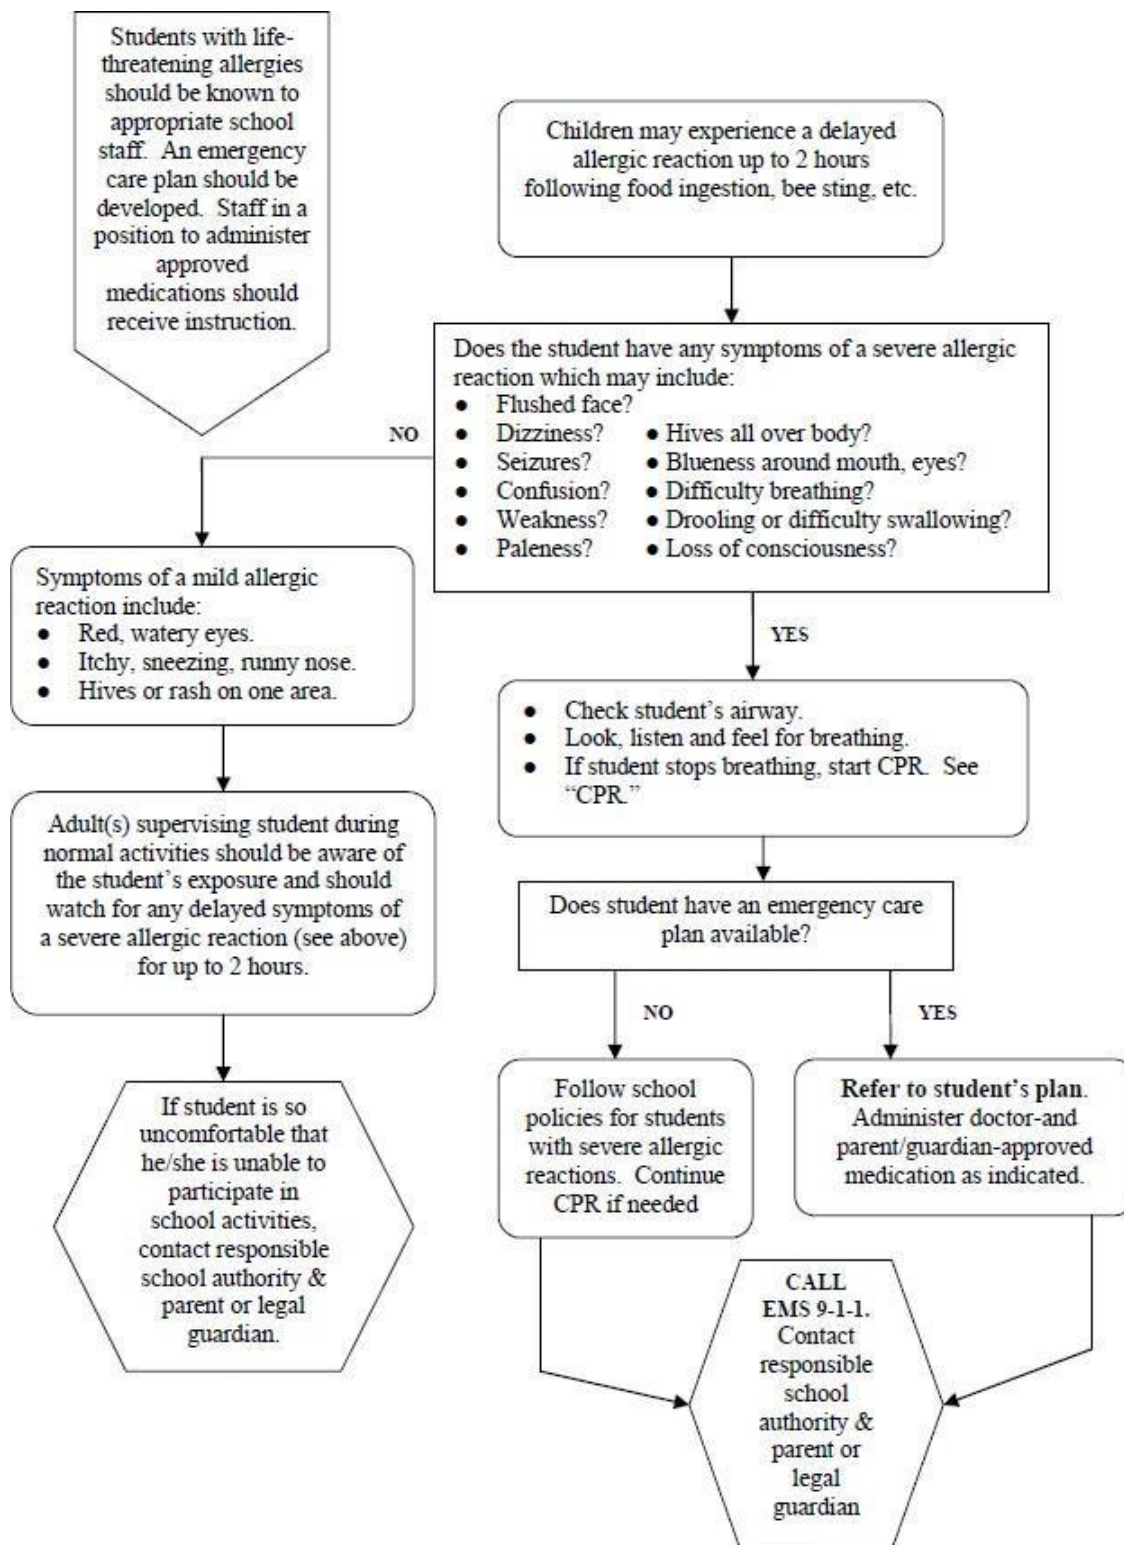 Students with life-
threatening allergies
should be known to
appropriate school
staff.  An emergency
care plan should be
developed.  Staff in a
position to administer
approved
medications should
receive instruction.
Children may experience a delayed
allergic reaction up to 2 hours
following food ingestion, bee sting, etc.
Does the student have any symptoms of a severe allergic
reaction which may include:
● Flushed face?
● Dizziness? ● Hives all over body?
● Seizures? ● Blueness around mouth, eyes?
● Confusion? ● Difficulty breathing?
● Weakness? ● Drooling or difficulty swallowing?
● Paleness? ● Loss of consciousness?
NO
Symptoms of a mild allergic
reaction include:
● Red, watery eyes.
● Itchy, sneezing, runny nose.
● Hives or rash on one area.
YES
● Check student’s airway.
● Look, listen and feel for breathing.
● If student stops breathing, start CPR.  See
“CPR.”
Adult(s) supervising student during
normal activities should be aware of
the student’s exposure and should
watch for any delayed symptoms of
a severe allergic reaction (see above)
for up to 2 hours.
Does student have an emergency care
plan available?
NO
YES
If student is so
uncomfortable that
he/she is unable to
participate in
school activities,
contact responsible
school authority &
parent or legal
guardian.
Follow school
policies for students
with severe allergic
reactions.  Continue
CPR if needed
Refer to student’s plan.
Administer doctor-and
parent/guardian-approved
medication as indicated.
CALL
EMS 9-1-1.
Contact
responsible
school
authority &
parent or
legal
guardian